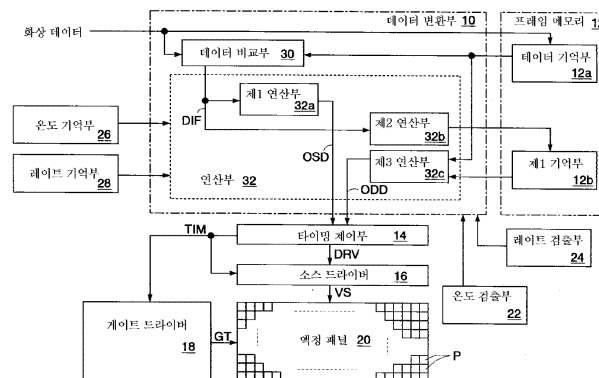 데이터 변환부 10
프레임 메모리 12
화상 데이터
데이터 비교부 30
데이터 기억부
12a
DIF
제1 연산부
32a
제2 연산부
32b
온도 기억부
26
OSD
제3 연산부
32c
제1 기억부
12b
레이트 기억부
28
연산부 32
ODD
TIM
타이밍 제어부 14
DRV
레이트 검출부
24
소스 드라이버 16
VS
온도 검출부
22
게이트 드라이버
18
GT
액정 패널 20
P